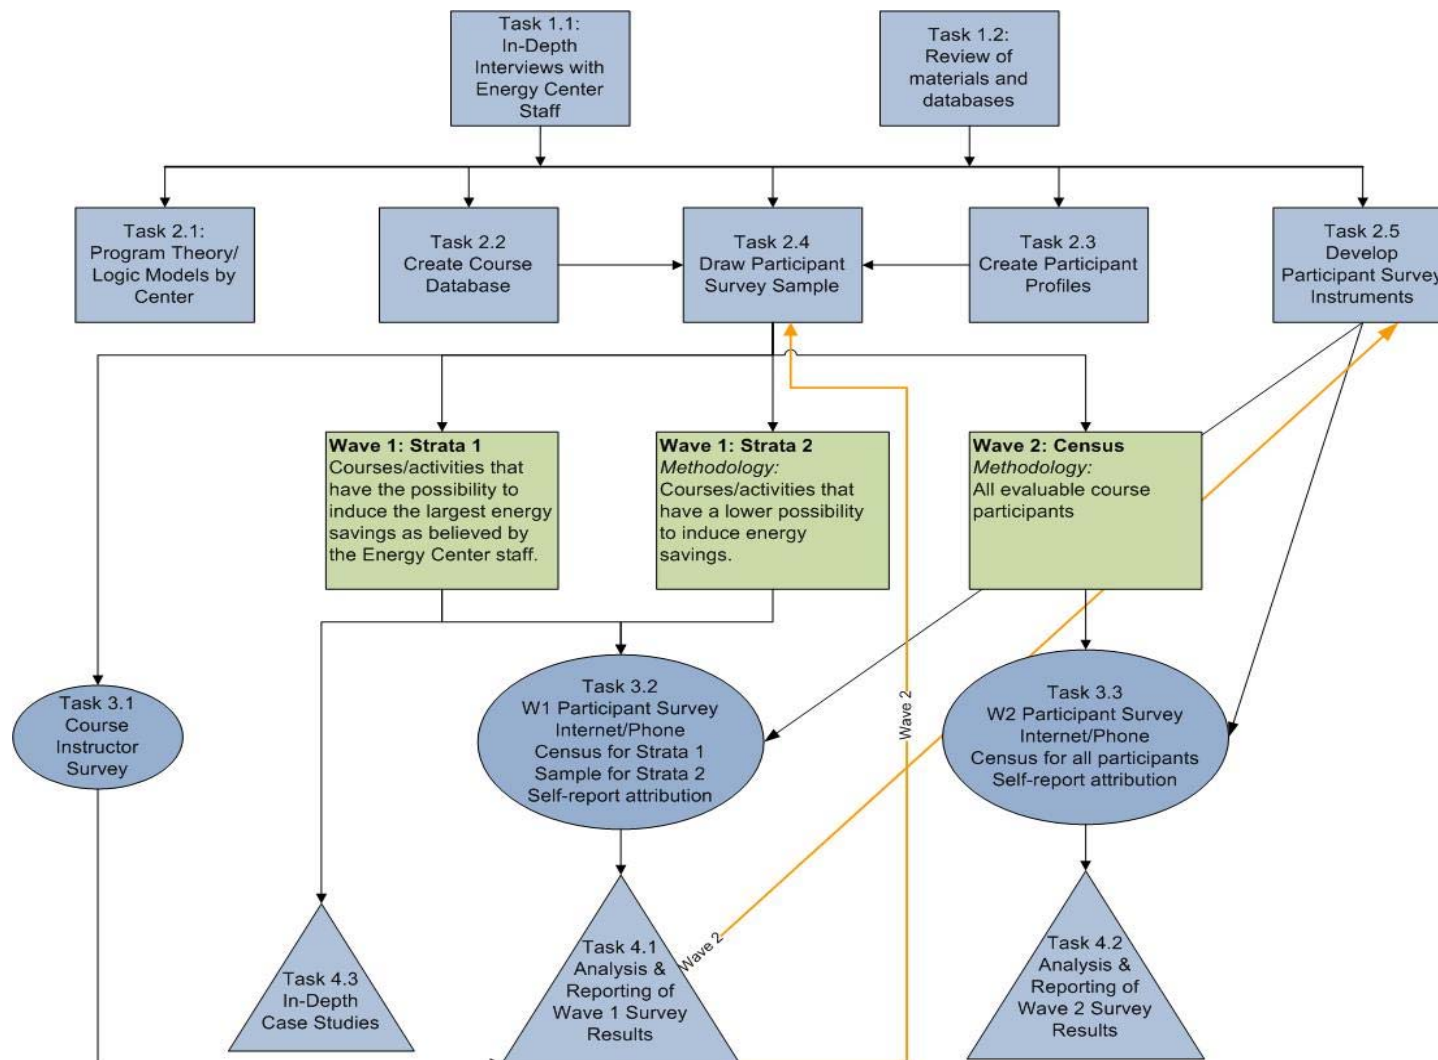 Task 1.1:
In-Depth
Interviews with
Energy Center
Staff
Task 1.2:
Review of
materials and
databases
Task 2.1:
Program Theory/
Logic Models by
Center
Task 2.2
Create Course
Database
Task 2.4
Draw Participant
Survey Sample
Task 2.3
Create Participant
Profiles
Task 2.5
Develop
Participant Survey
Instruments
Wave 1: Strata 1
Courses/activities that
have the possibility to
induce the largest energy
savings as believed by
the Energy Center staff.
Wave 1: Strata 2
Methodology:
Courses/activities that
have a lower possibility
to induce energy
savings.
Wave 2: Census
Methodology:
All evaluable course
participants
Task 3.1
Course
Instructor
Survey
Task 3.2
W1 Participant Survey
Internet/Phone
Census for Strata 1
Sample for Strata 2
Self-report attribution
Wave 2
Task 3.3
W2 Participant Survey
Internet/Phone
Census for all participants
Self-report attribution
Task 4.3
In-Depth
Case Studies
Task 4.1
Analysis &
Reporting of
Wave 1 Survey
Results
Wave 2
Task 4.2
Analysis &
Reporting of
Wave 2 Survey
Results